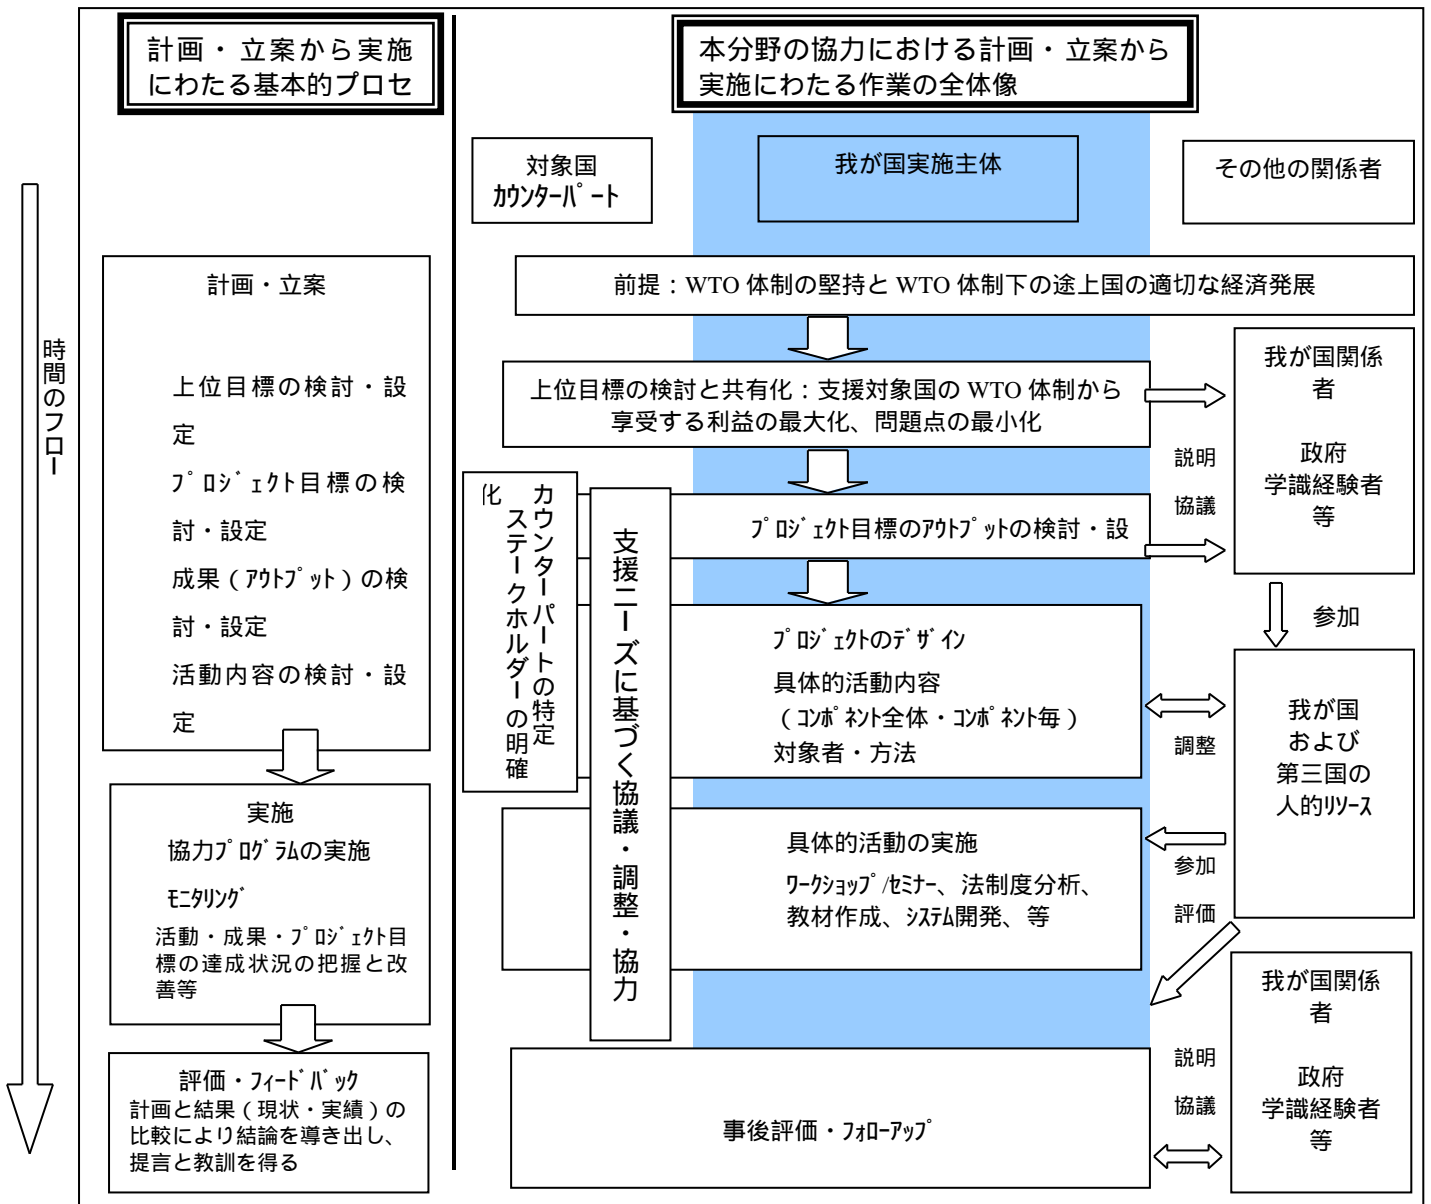 計画・立案から実施
にわたる基本的プロセ
本分野の協力における計画・立案から
実施にわたる作業の全体像
対象国
ｶｳﾝﾀｰﾊﾟｰﾄ
我が国実施主体
その他の関係者
時間のフロー
計画・立案
上位目標の検討・設
定
ﾌﾟﾛｼﾞｪｸﾄ目標の検
討・設定
成果（ｱｳﾄﾌﾟｯﾄ）の検
討・設定
活動内容の検討・設
定
実施
協力ﾌﾟﾛｸﾞﾗﾑの実施
ﾓﾆﾀﾘﾝｸﾞ
活動・成果・ﾌﾟﾛｼﾞｪｸﾄ目
標の達成状況の把握と改
善等
評価・ﾌｨｰﾄﾞﾊﾞｯｸ
計画と結果（現状・実績）の
比較により結論を導き出し、
提言と教訓を得る
前提：WTO 体制の堅持と WTO 体制下の途上国の適切な経済発展
上位目標の検討と共有化：支援対象国の WTO 体制から
享受する利益の最大化、問題点の最小化
カウンターパートの特定
ステークホルダーの明確
化
支援ニーズに基づく協議・調整・協力
ﾌﾟﾛｼﾞｪｸﾄ目標のｱｳﾄﾌﾟｯﾄの検討・設
ﾌﾟﾛｼﾞｪｸﾄのﾃﾞｻﾞｲﾝ
具体的活動内容
（ｺﾝﾎﾟﾈﾝﾄ全体・ｺﾝﾎﾟﾈﾝﾄ毎）
対象者・方法
具体的活動の実施
ﾜｰｸｼｮｯﾌﾟ/ｾﾐﾅｰ、法制度分析、
教材作成、ｼｽﾃﾑ開発、等
事後評価・ﾌｫﾛｰｱｯﾌﾟ
説明
協議
我が国関係
者
政府
学識経験者
等
参加
調整
我が国
および
第三国の
人的ﾘｿｰｽ
参加
評価
説明
協議
我が国関係
者
政府
学識経験者
等